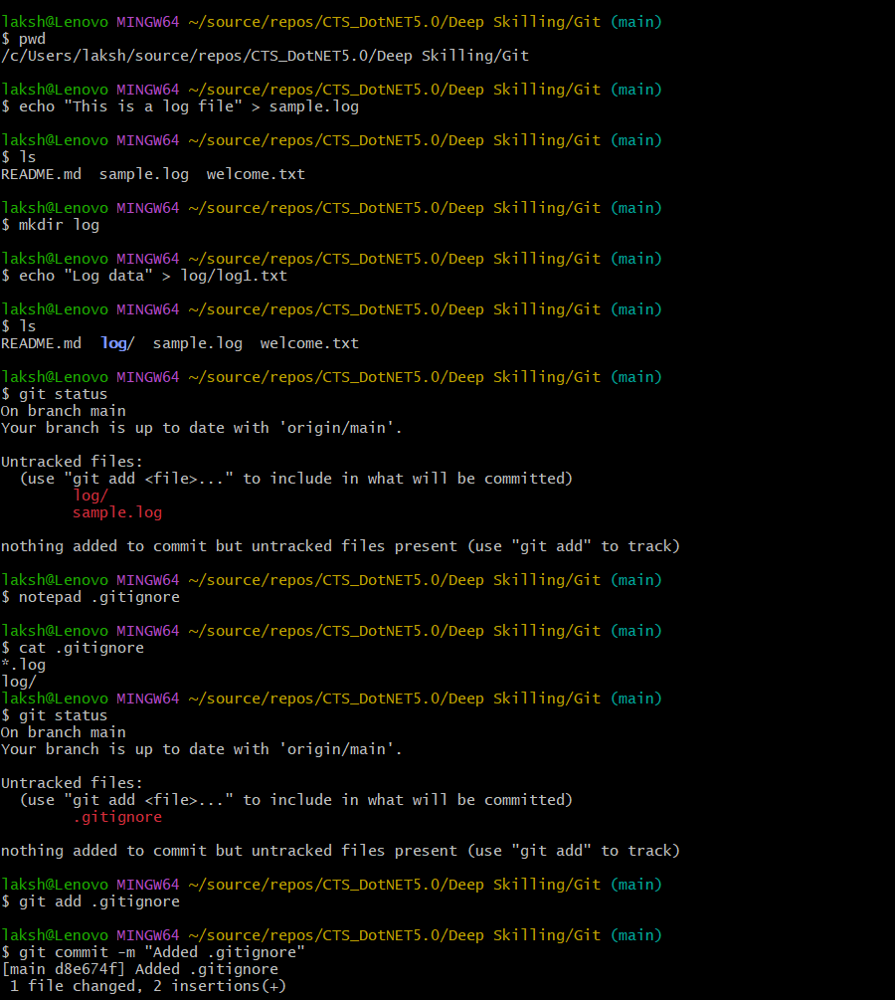 laksh@Lenovo MINGW64 ~/source/repos/CTS_DotNET5.0/Deep Skilling/Git (main)
$ pwd
/c/Users/laksh/source/repos/CTS_DotNET5.0/Deep Skilling/Git
laksh@Lenovo MINGW64 ~/source/repos/CTS_DotNET5.0/Deep Skilling/Git (main)
$ echo "This is a log file" > sample.log
laksh@Lenovo MINGW64 ~/source/repos/CTS_DotNET5.0/Deep Skilling/Git (main)
$ ls
README.md  sample.log  welcome.txt
laksh@Lenovo MINGW64 ~/source/repos/CTS_DotNET5.0/Deep Skilling/Git (main)
$ mkdir log
laksh@Lenovo MINGW64 ~/source/repos/CTS_DotNET5.0/Deep Skilling/Git (main)
$ echo "Log data" > log/log1.txt
laksh@Lenovo MINGW64 ~/source/repos/CTS_DotNET5.0/Deep Skilling/Git (main)
$ ls
README.md  log/  sample.log  welcome.txt
laksh@Lenovo MINGW64 ~/source/repos/CTS_DotNET5.0/Deep Skilling/Git (main)
$ git status
On branch main
Your branch is up to date with 'origin/main'.
Untracked files:
  (use "git add <file>..." to include in what will be committed)
        log/
        sample.log
nothing added to commit but untracked files present (use "git add" to track)
laksh@Lenovo MINGW64 ~/source/repos/CTS_DotNET5.0/Deep Skilling/Git (main)
$ notepad .gitignore
laksh@Lenovo MINGW64 ~/source/repos/CTS_DotNET5.0/Deep Skilling/Git (main)
$ cat .gitignore
*.log
log/
laksh@Lenovo MINGW64 ~/source/repos/CTS_DotNET5.0/Deep Skilling/Git (main)
$ git status
On branch main
Your branch is up to date with 'origin/main'.
Untracked files:
  (use "git add <file>..." to include in what will be committed)
        .gitignore
nothing added to commit but untracked files present (use "git add" to track)
laksh@Lenovo MINGW64 ~/source/repos/CTS_DotNET5.0/Deep Skilling/Git (main)
$ git add .gitignore
laksh@Lenovo MINGW64 ~/source/repos/CTS_DotNET5.0/Deep Skilling/Git (main)
$ git commit -m "Added .gitignore"
[main d8e674f] Added .gitignore
 1 file changed, 2 insertions(+)